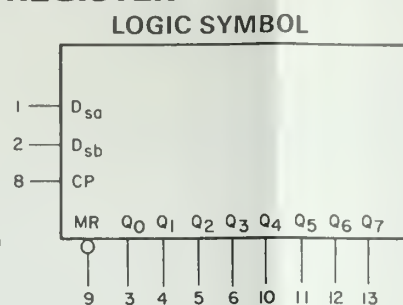 LOGIC SYMBOL
1 Dsa
2 Dsb
8 CP
MR Q0 Q1 Q2 Q3 Q4 Q5 Q6 Q7
9 3 4 5 6 10 11 12 13